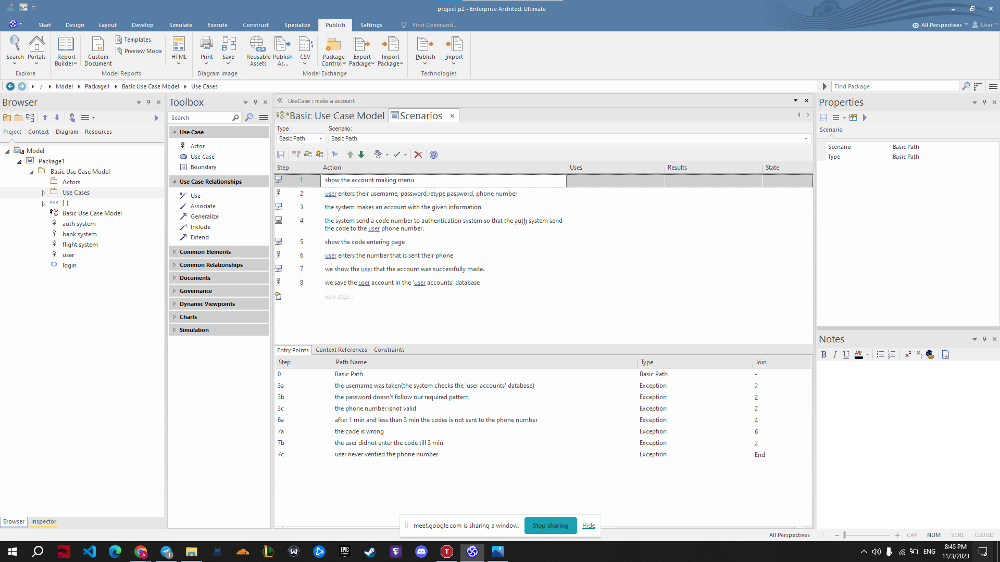 project p2 - Enterprise Architect Ultimate
Start Design Layout Develop Simulate Execute Construct Specialize Publish Settings Find Command... All Perspectives User
Search Portals Report Builder Custom Document Templates Preview Mode HTML Print Save Reusable Assets Publish As... CSV Package Control Export Package Import Package Publish Import
Explore Model Reports Diagram Image Model Exchange Technologies
/ Model Package1 Basic Use Case Model Use Cases Find Package
Browser
Project Context Diagram Resources
Model
Package1
Basic Use Case Model
Actors
Use Cases
{ }
Basic Use Case Model
auth system
bank system
flight system
user
login
Browser Inspector
Toolbox
Search
Use Case
Actor
Use Case
Boundary
Use Case Relationships
Use
Associate
Generalize
Include
Extend
Common Elements
Common Relationships
Documents
Governance
Dynamic Viewpoints
Charts
Simulation
UseCase : make a account
*Basic Use Case Model Scenarios
Type: Scenario:
Basic Path Basic Path
Step Action Uses Results State
1 show the account making menu
2 user enters their username, password,retype password, phone number
3 the system makes an account with the given information
4 the system send a code number to authentication system so that the auth system send
the code to the user phone number.
5 show the code entering page
6 user enters the number that is sent their phone
7 we show the user that the account was successfully made.
8 we save the user account in the 'user accounts' database
new step...
Entry Points Context References Constraints
Step Path Name Type Join
0 Basic Path Basic Path -
3a the username was taken(the system checks the 'user accounts' database) Exception 2
3b the password doesn't follow our required pattern Exception 2
3c the phone number isnot valid Exception 2
6a after 1 min and less than 3 min the codes is not sent to the phone number Exception 4
7a the code is wrong Exception 6
7b the user didnot enter the code till 3 min Exception 2
7c user never verified the phone number Exception End
Properties
Scenario
Scenario Basic Path
Type Basic Path
Notes
B I U
meet.google.com is sharing a window. Stop sharing Hide
All Perspectives CAP NUM SCRL CLOUD
ENG
8:45 PM
11/3/2023